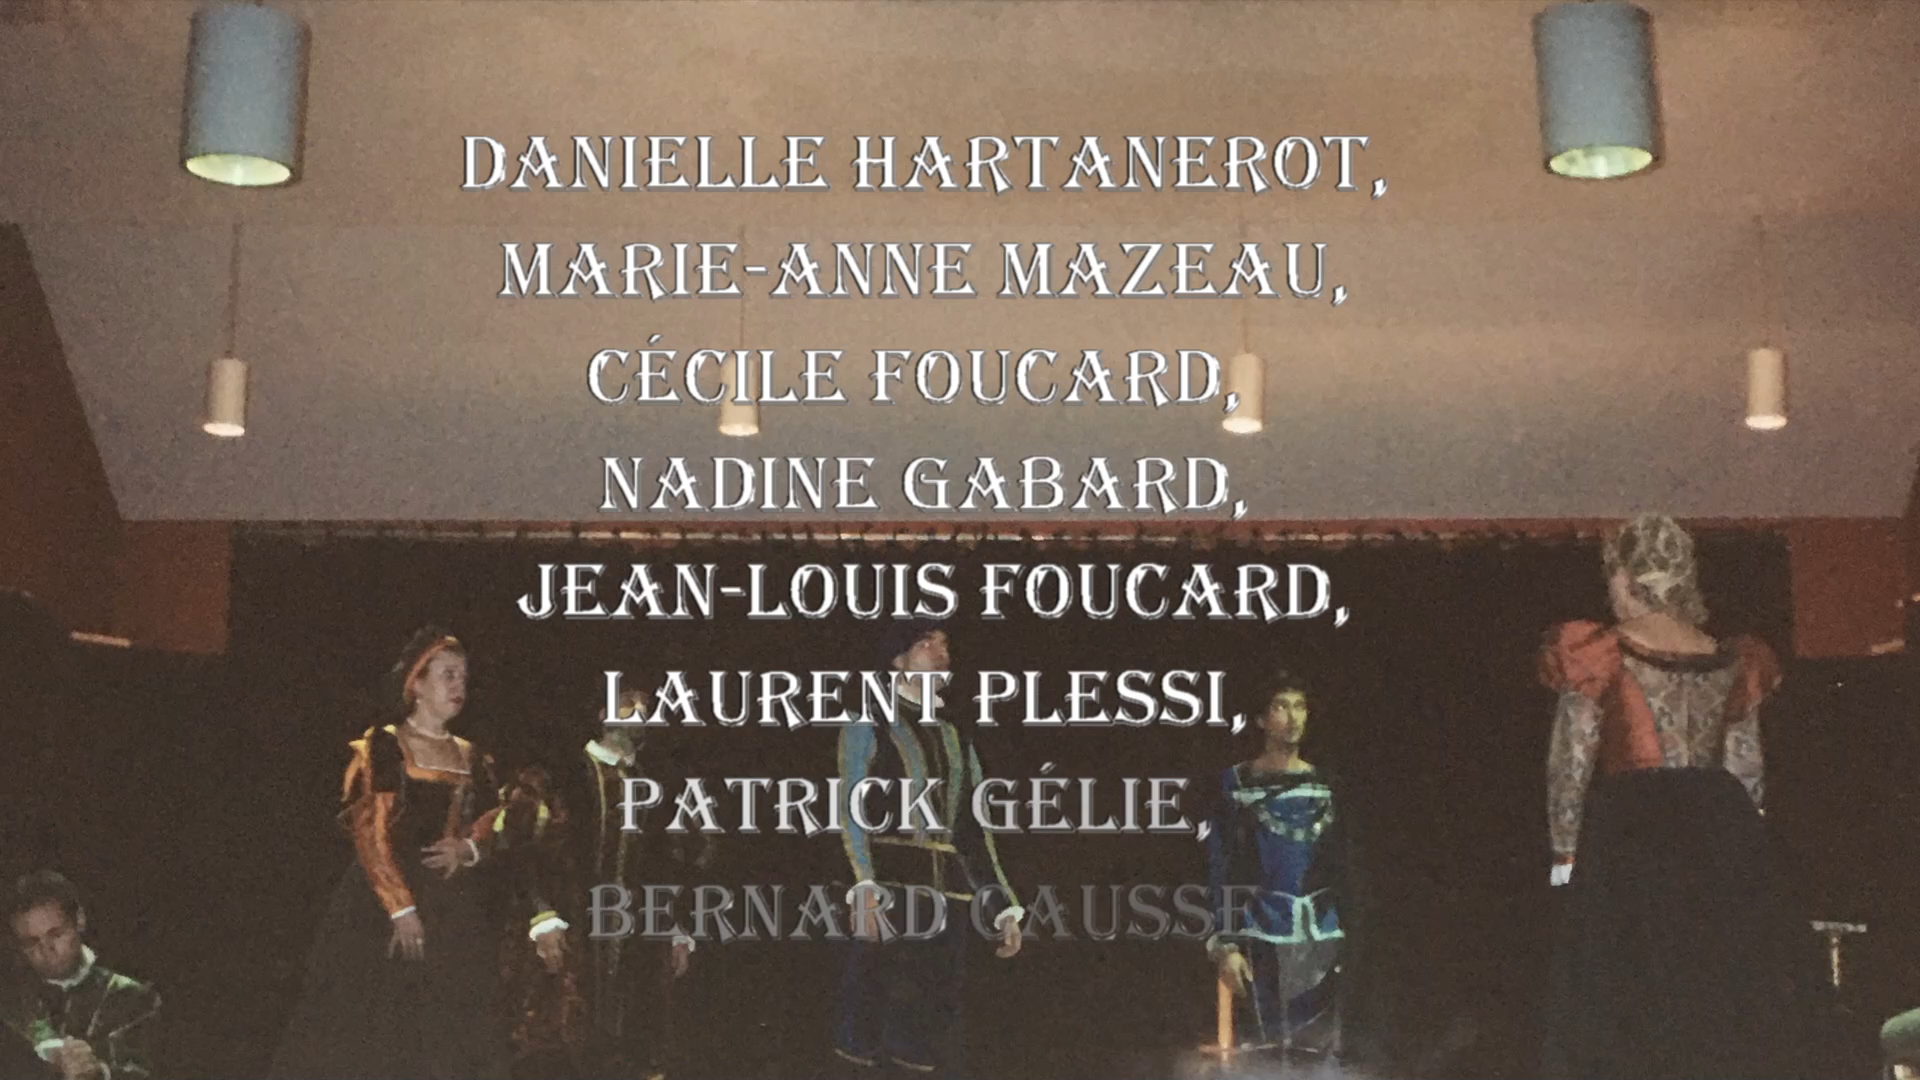 DANIELLE HARTANEROT,
MARIE-ANNE MAZEAU,
CÉCILE FOUCARD,
NADINE GABARD,
JEAN-LOUIS FOUCARD,
LAURENT PLESSI,
PATRICK GÉLIE,
BERNARD CAUSSE